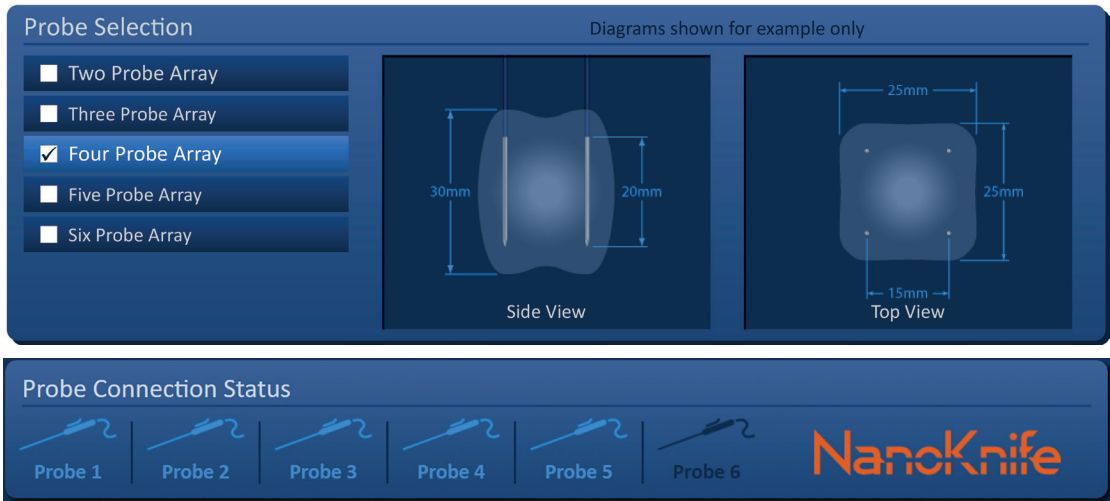 Probe Selection
Diagrams shown for example only
Two Probe Array
Three Probe Array
Four Probe Array
Five Probe Array
Six Probe Array
30mm
20mm
Side View
25mm
25mm
15mm
Top View
Probe Connection Status
Probe 1
Probe 2
Probe 3
Probe 4
Probe 5
Probe 6
NanoKnife